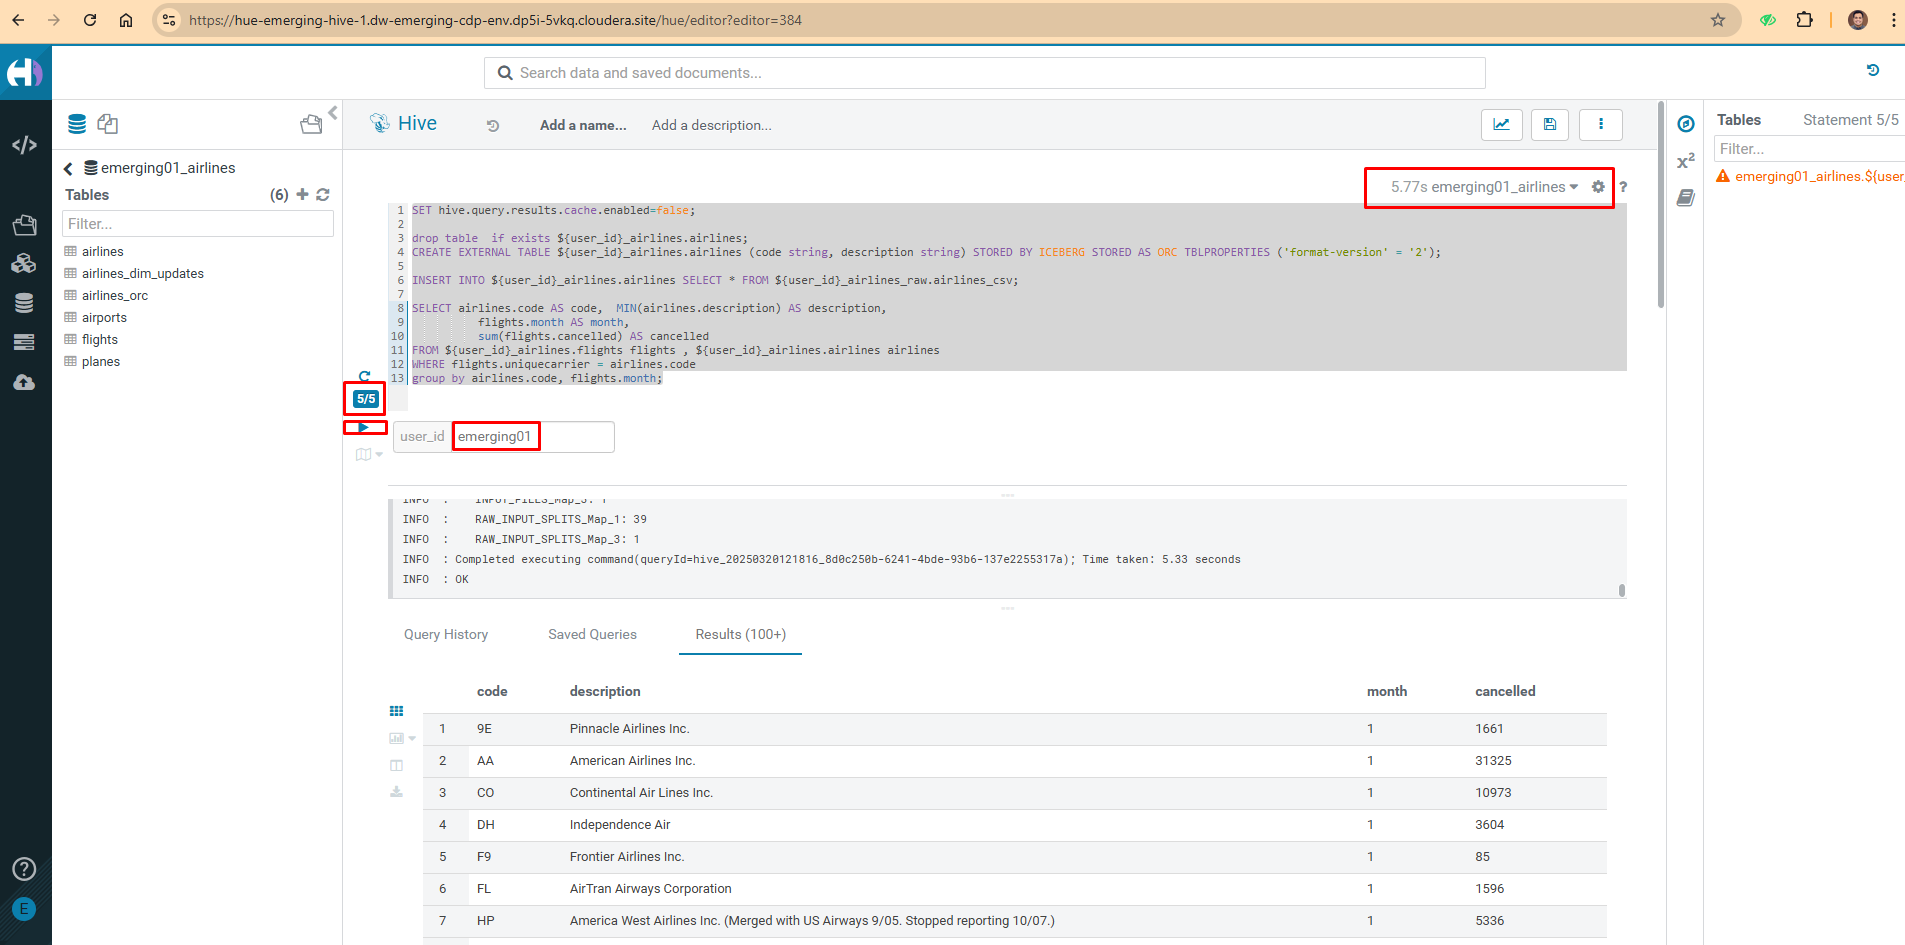 https://hue-emerging-hive-1.dw-emerging-cdp-env.dp5i-5vkq.cloudera.site/hue/editor?editor=384
Search data and saved documents...
emerging01_airlines
Tables (6)
Filter...
airlines
airlines_dim_updates
airlines_orc
airports
flights
planes
E
Hive
Add a name...
Add a description...
5.77s emerging01_airlines
?
1 SET hive.query.results.cache.enabled=false;
2
3 drop table  if exists ${user_id}_airlines.airlines;
4 CREATE EXTERNAL TABLE ${user_id}_airlines.airlines (code string, description string) STORED BY ICEBERG STORED AS ORC TBLPROPERTIES ('format-version' = '2');
5
6 INSERT INTO ${user_id}_airlines.airlines SELECT * FROM ${user_id}_airlines_raw.airlines_csv;
7
8 SELECT airlines.code AS code,  MIN(airlines.description) AS description,
9 flights.month AS month,
10 sum(flights.cancelled) AS cancelled
11 FROM ${user_id}_airlines.flights flights , ${user_id}_airlines.airlines airlines
12 WHERE flights.uniquecarrier = airlines.code
13 group by airlines.code, flights.month;
5/5
user_id emerging01
INFO : INPUT_FILES_Map_3: 1
INFO : RAW_INPUT_SPLITS_Map_1: 39
INFO : RAW_INPUT_SPLITS_Map_3: 1
INFO : Completed executing command(queryId=hive_20250320121816_8d0c250b-6241-4bde-93b6-137e2255317a); Time taken: 5.33 seconds
INFO : OK
Query History
Saved Queries
Results (100+)
code description month cancelled
1 9E Pinnacle Airlines Inc. 1 1661
2 AA American Airlines Inc. 1 31325
3 CO Continental Air Lines Inc. 1 10973
4 DH Independence Air 1 3604
5 F9 Frontier Airlines Inc. 1 85
6 FL AirTran Airways Corporation 1 1596
7 HP America West Airlines Inc. (Merged with US Airways 9/05. Stopped reporting 10/07.) 1 5336
x²
Tables Statement 5/5
Filter...
emerging01_airlines.${user_